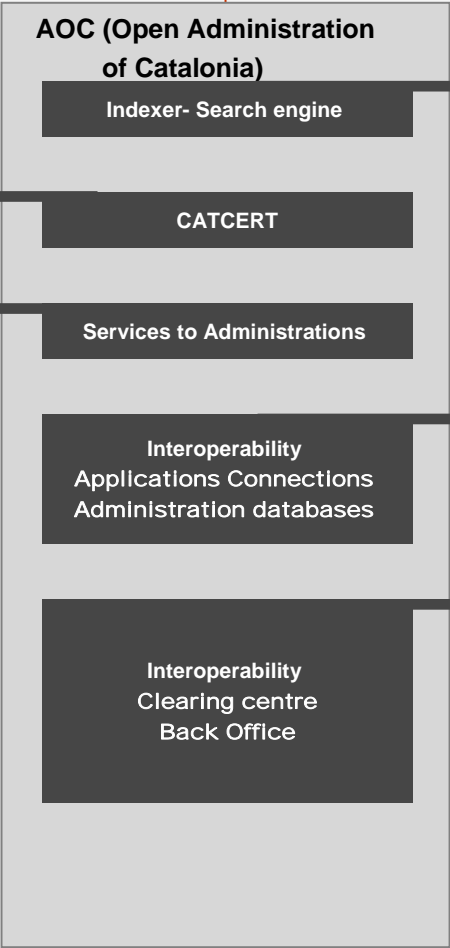 AOC (Open Administration
of Catalonia)
Indexer- Search engine
CATCERT
Services to Administrations
Interoperability
Applications Connections
Administration databases
Interoperability
Clearing centre
Back Office